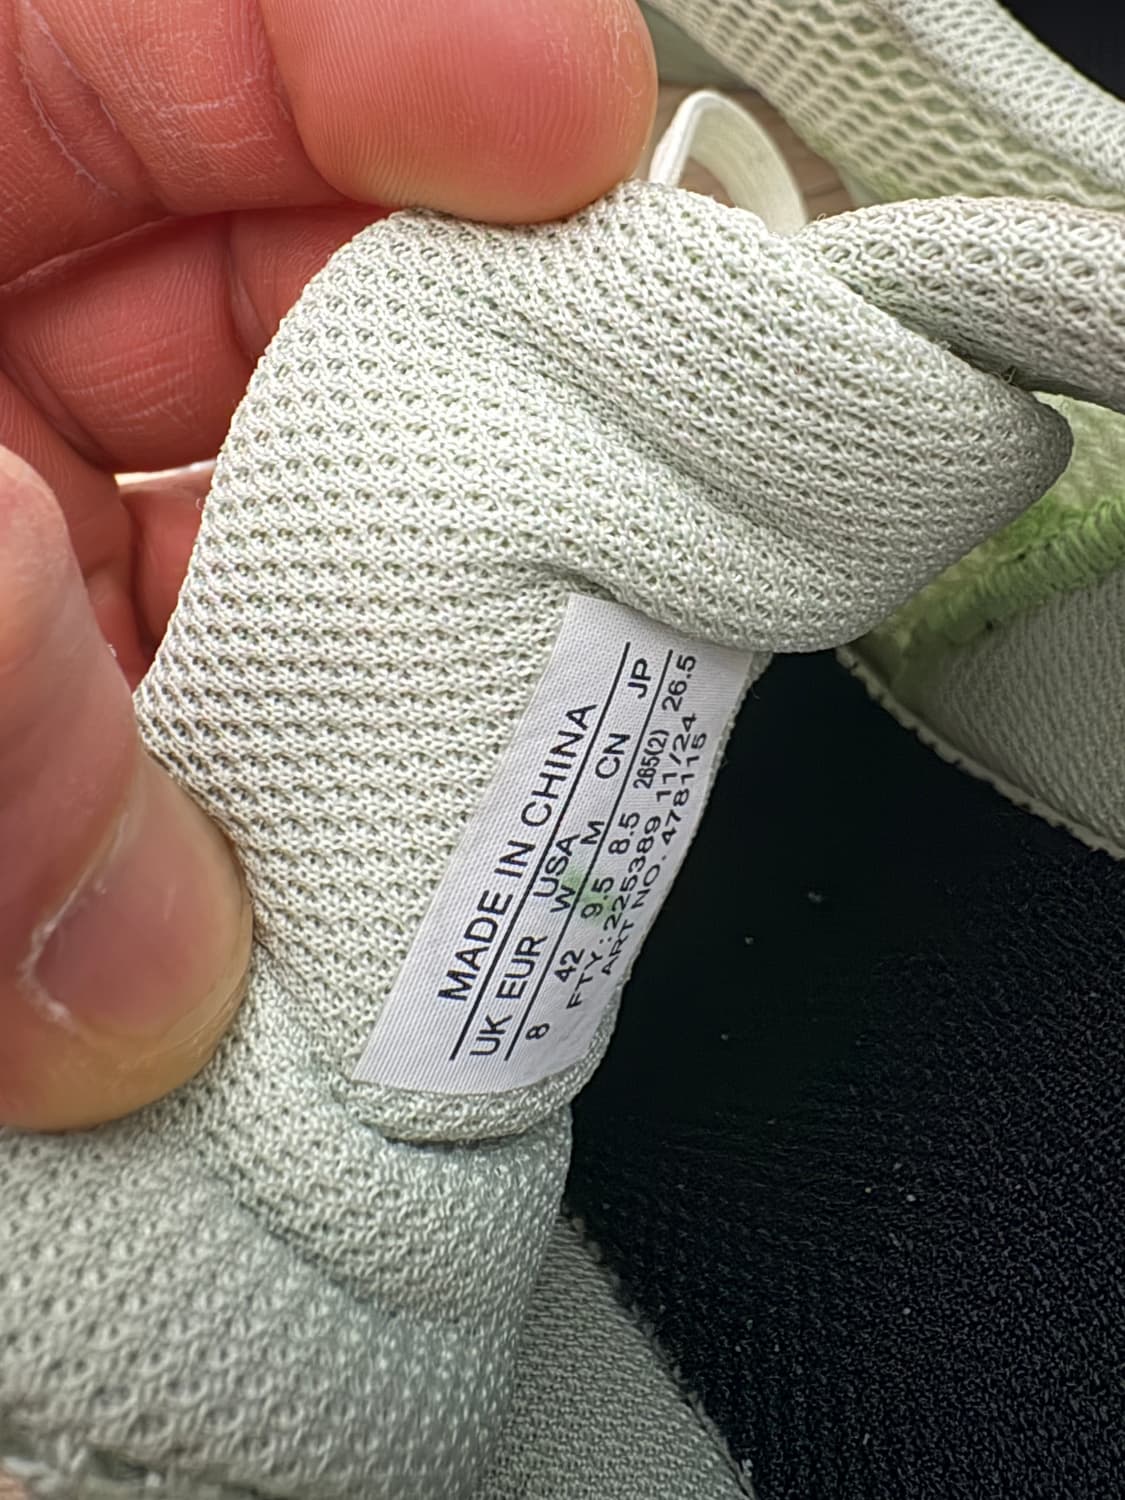 MADE IN CHINA
UK EUR USA CN JP
W M
8 42 9.5 8.5 265(2) 26.5
FTY: 225389 11/24
ART NO. 478115